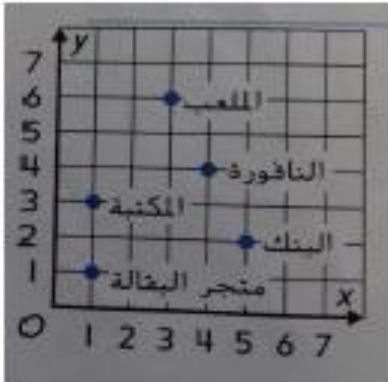 y
7
6 الملعب
5
4 النافورة
3 المكتبة
2 البنك
1 متجر البقالة
x
O 1 2 3 4 5 6 7